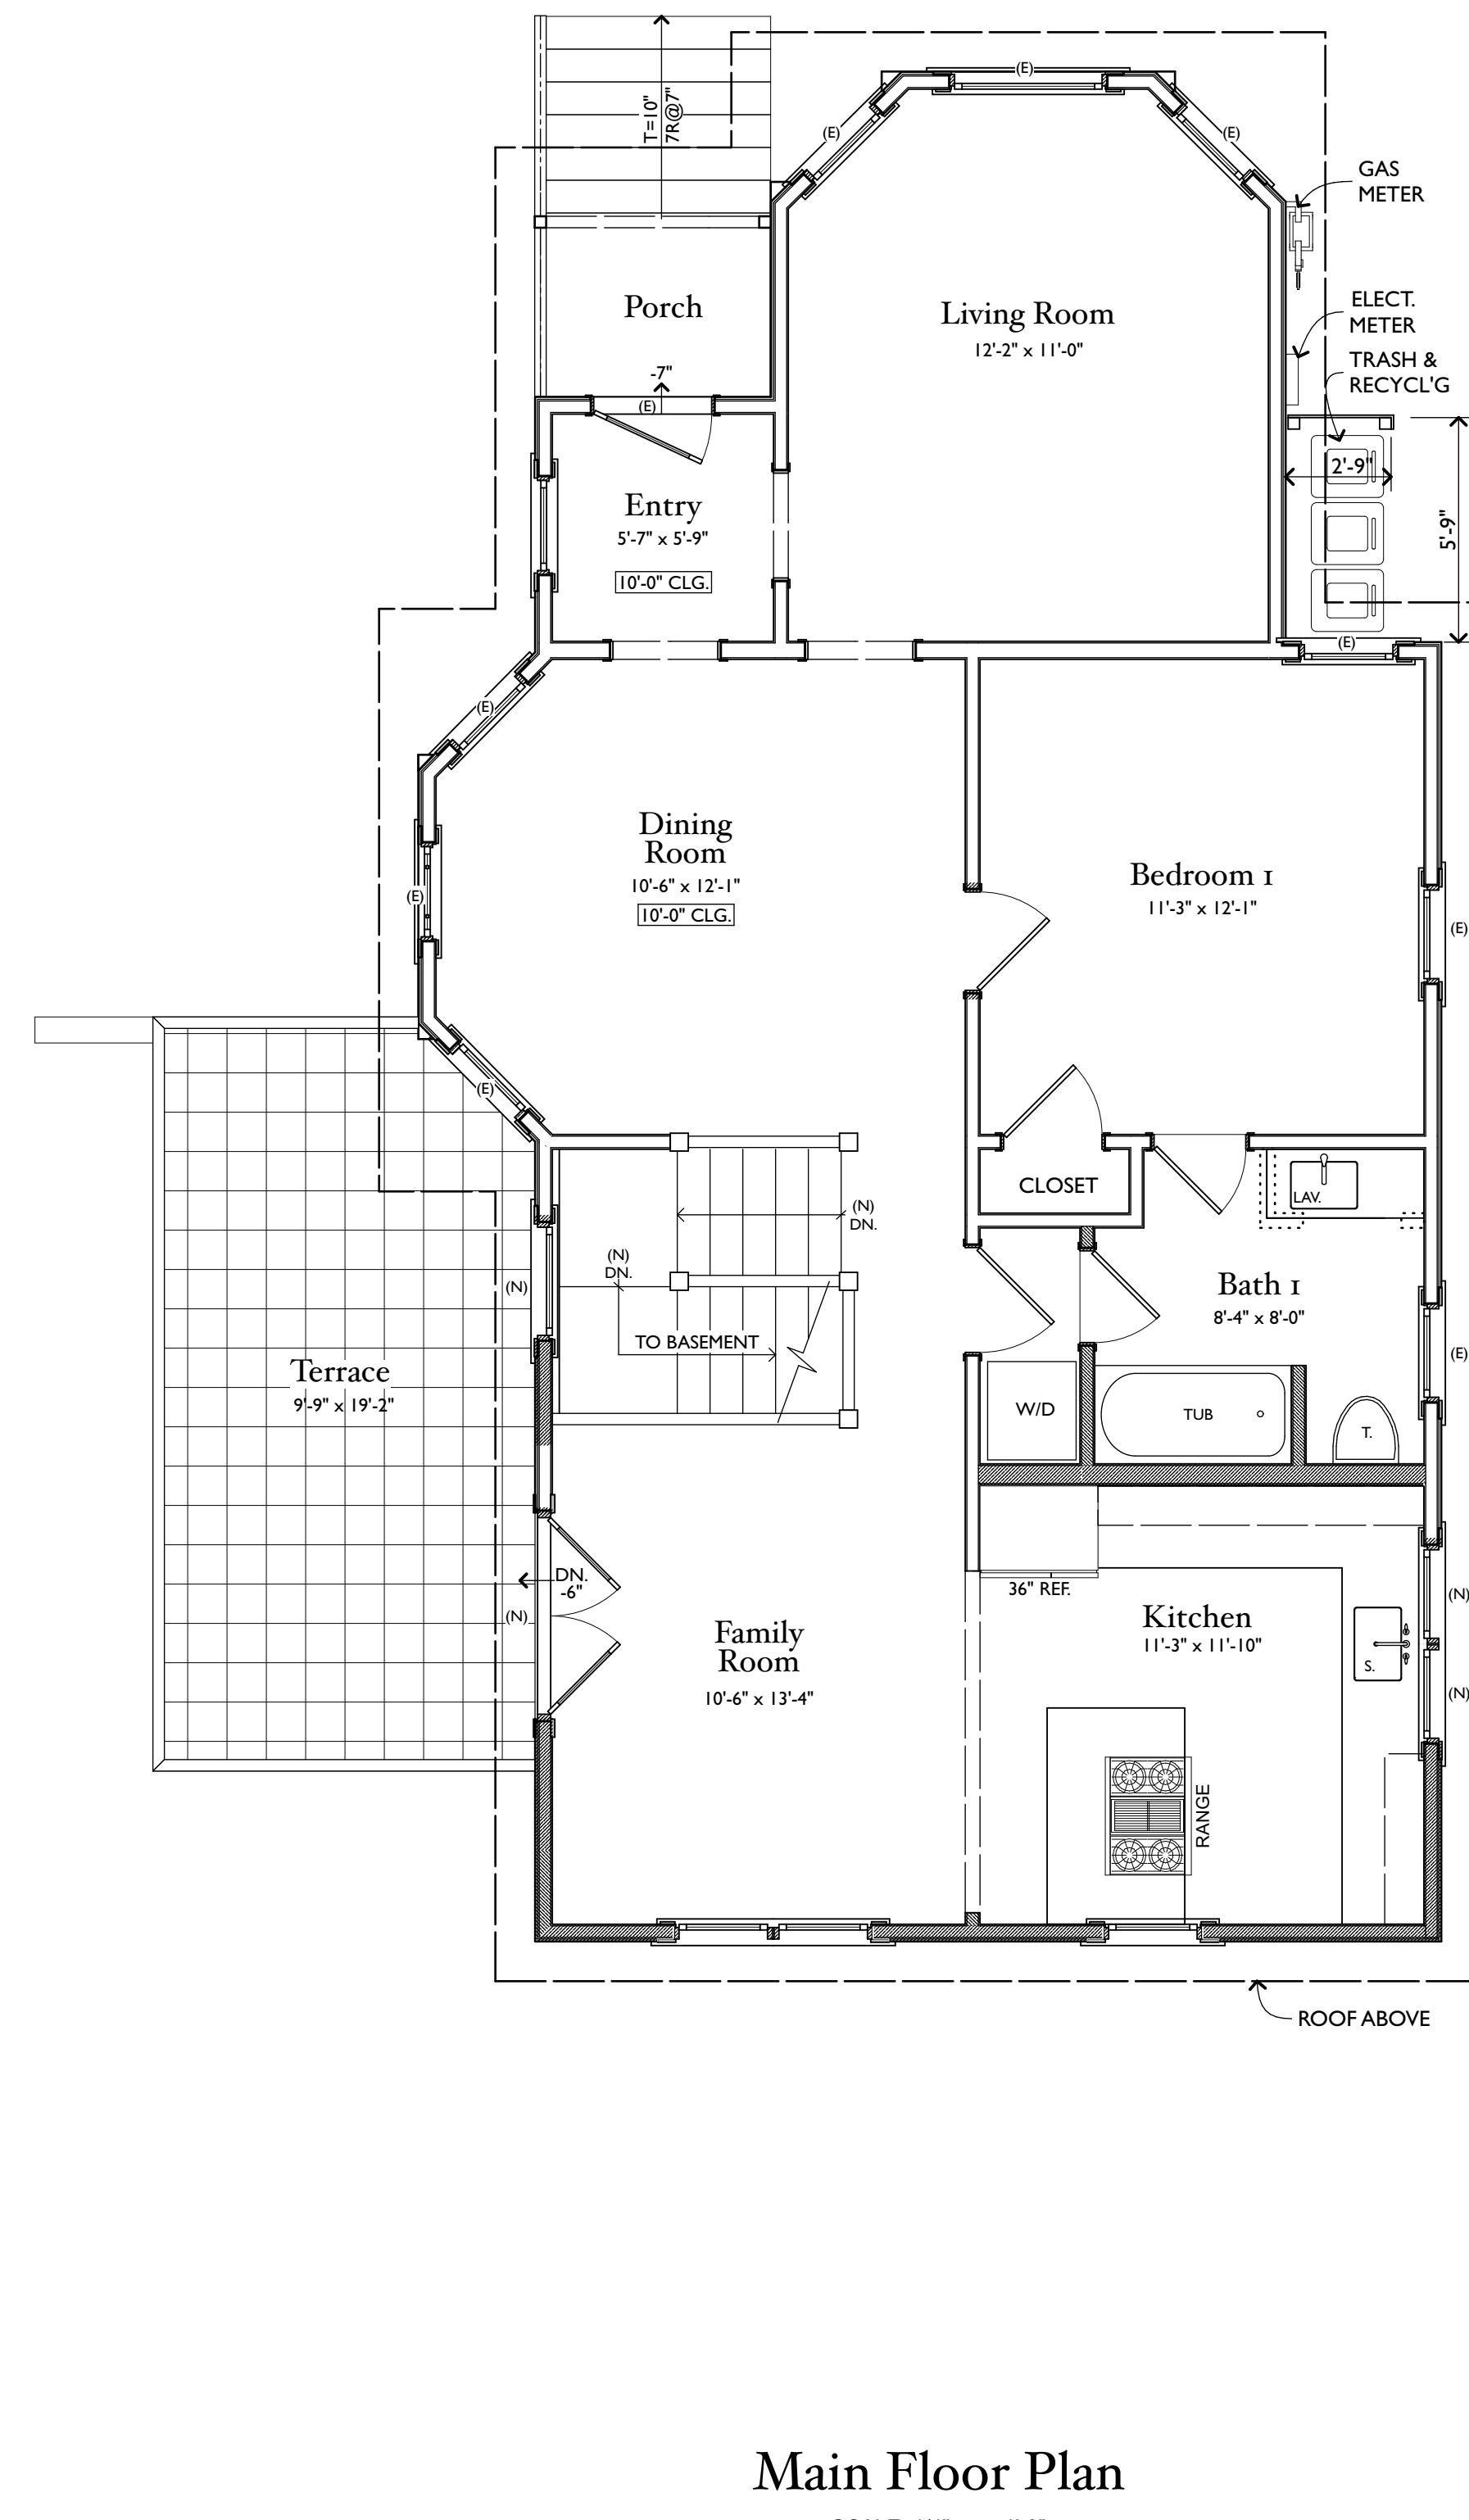 (E)
T=10"
7R@7"
(E)
(E)
GAS
METER
Porch
Living Room
12'-2" x 11'-0"
ELECT.
METER
TRASH &
RECYCL'G
-7"
(E)
2'-9"
Entry
5'-7" x 5'-9"
10'-0" CLG.
5'-9"
(E)
(E)
Dining
Room
10'-6" x 12'-1"
10'-0" CLG.
(E)
Bedroom 1
11'-3" x 12'-1"
(E)
(E)
CLOSET
LAV.
(N)
DN.
(N)
DN.
(N)
Bath 1
8'-4" x 8'-0"
TO BASEMENT
(E)
Terrace
9'-9" x 19'-2"
W/D
TUB
T.
DN.
-6"
(N)
36" REF.
(N)
Kitchen
11'-3" x 11'-10"
Family
Room
10'-6" x 13'-4"
S.
(N)
RANGE
ROOF ABOVE
Main Floor Plan